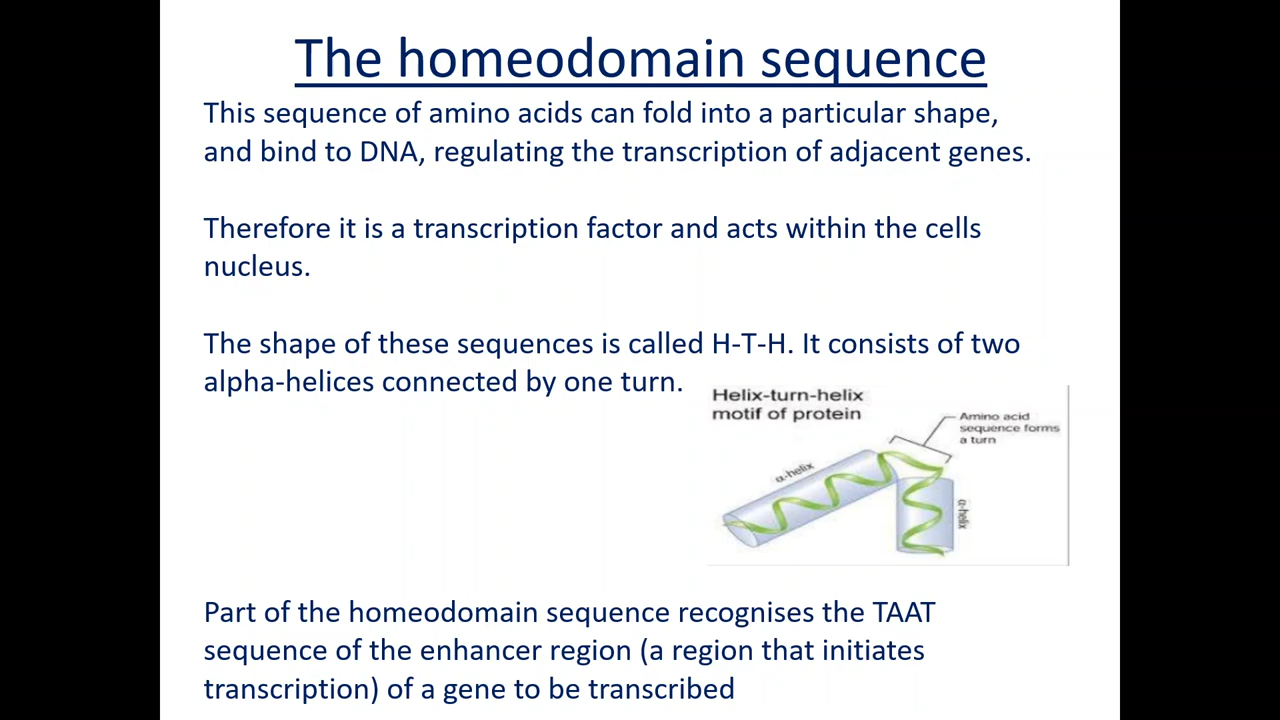 The homeodomain sequence
This sequence of amino acids can fold into a particular shape,
and bind to DNA, regulating the transcription of adjacent genes.
Therefore it is a transcription factor and acts within the cells
nucleus.
The shape of these sequences is called H-T-H. It consists of two
alpha-helices connected by one turn.
Helix-turn-helix
motif of protein
Amino acid
sequence forms
a turn
α-helix
α-helix
Part of the homeodomain sequence recognises the TAAT
sequence of the enhancer region (a region that initiates
transcription) of a gene to be transcribed